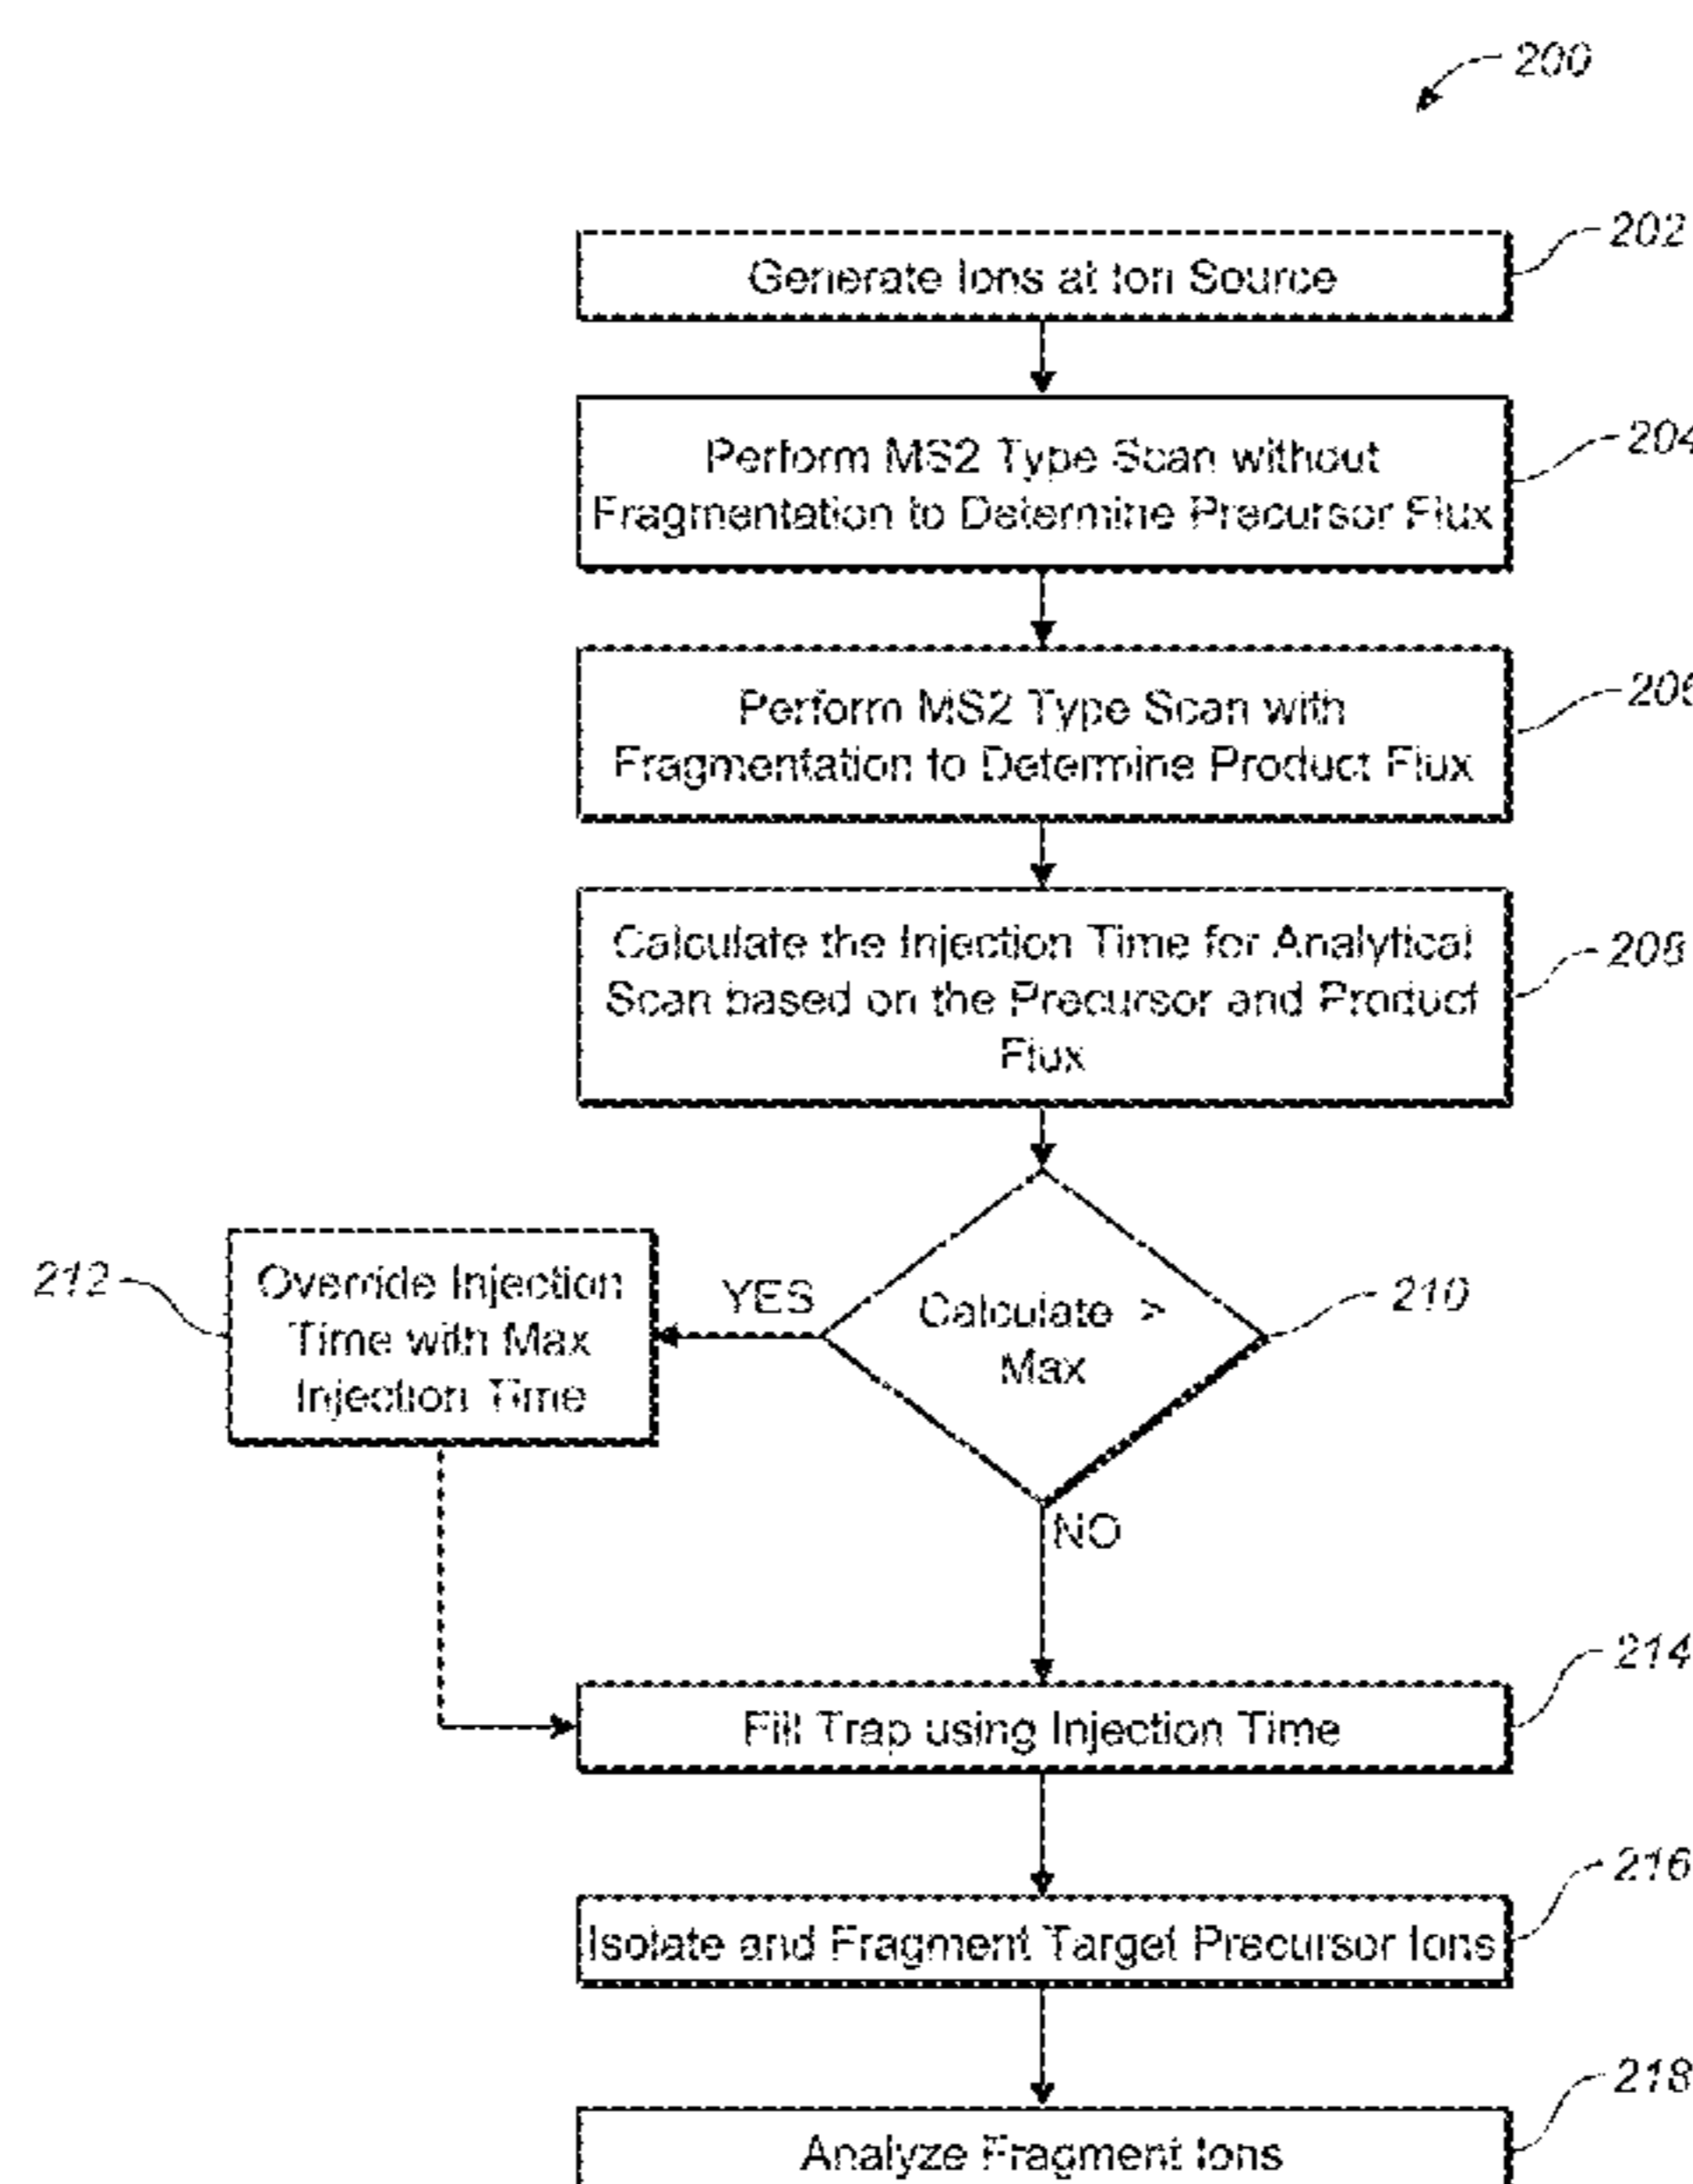 200
Generate Ions at Ion Source
202
Perform MS2 Type Scan without
Fragmentation to Determine Precursor Flux
204
Perform MS2 Type Scan with
Fragmentation to Determine Product Flux
206
Calculate the Injection Time for Analytical
Scan based on the Precursor and Product
Flux
208
212
Override Injection
Time with Max
Injection Time
YES
Calculate >
Max
210
NO
Fill Trap using Injection Time
214
Isolate and Fragment Target Precursor Ions
216
Analyze Fragment Ions
218